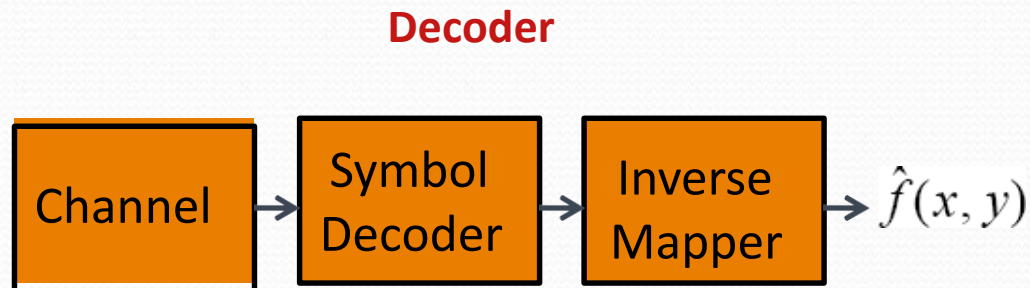 Decoder
Channel
Symbol
Decoder
Inverse
Mapper
f̂(x, y)